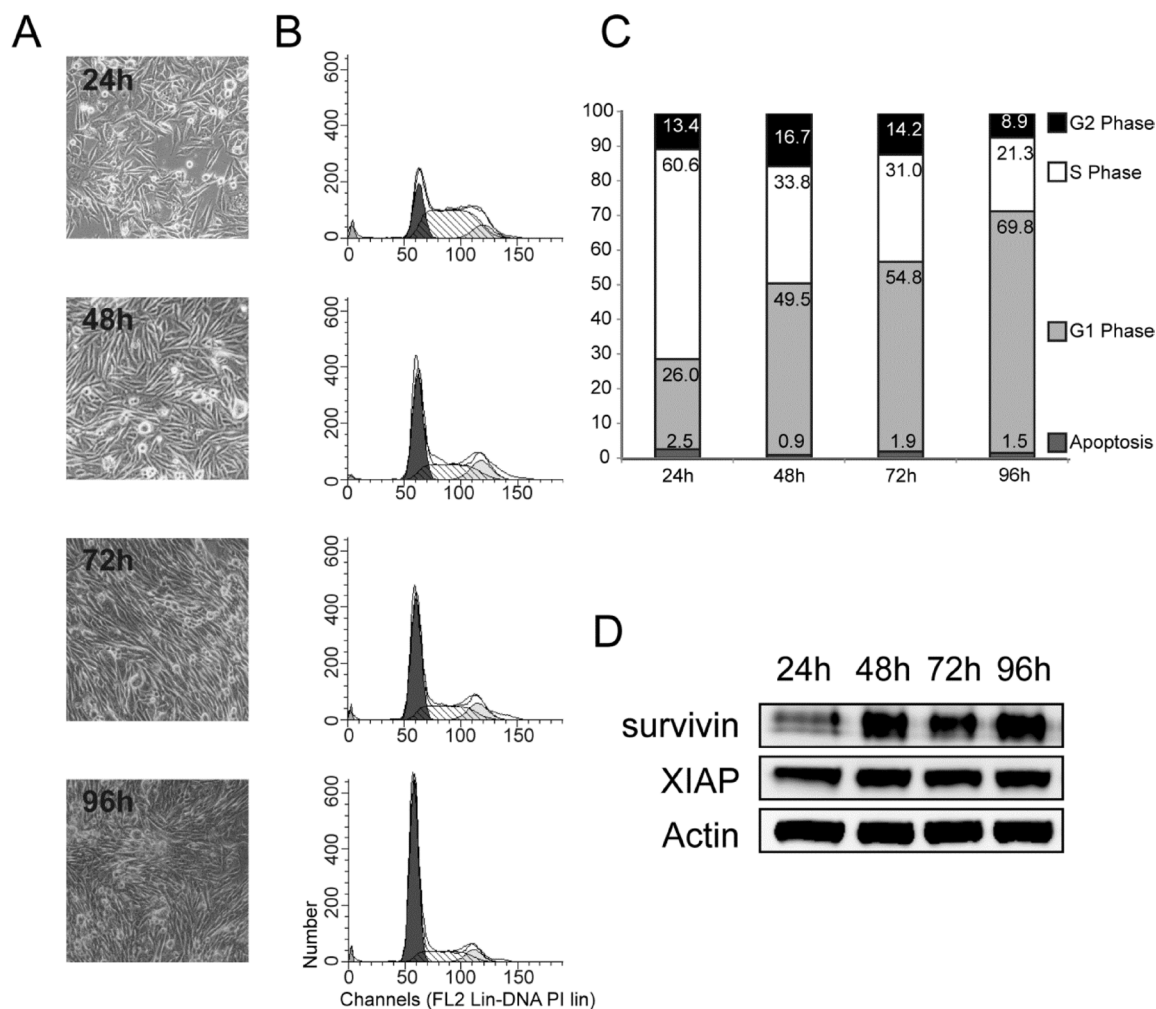 A
B
C
24h
600
400
200
0
0 50 100 150
48h
600
400
200
0
0 50 100 150
72h
600
400
200
0
0 50 100 150
96h
600
400
200
0
Number
0 50 100 150
Channels (FL2 Lin-DNA PI lin)
100
90
80
70
60
50
40
30
20
10
0
13.4
60.6
26.0
2.5
16.7
33.8
49.5
0.9
14.2
31.0
54.8
1.9
8.9
21.3
69.8
1.5
24h 48h 72h 96h
G2 Phase
S Phase
G1 Phase
Apoptosis
D
24h 48h 72h 96h
survivin
XIAP
Actin